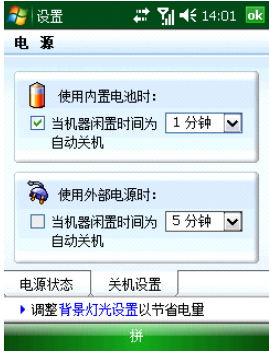 设置 14:01 ok
电 源
使用内置电池时:
当机器闲置时间为 1 分钟
自动关机
使用外部电源时:
当机器闲置时间为 5 分钟
自动关机
电源状态 关机设置
调整背景灯光设置以节省电量
拼